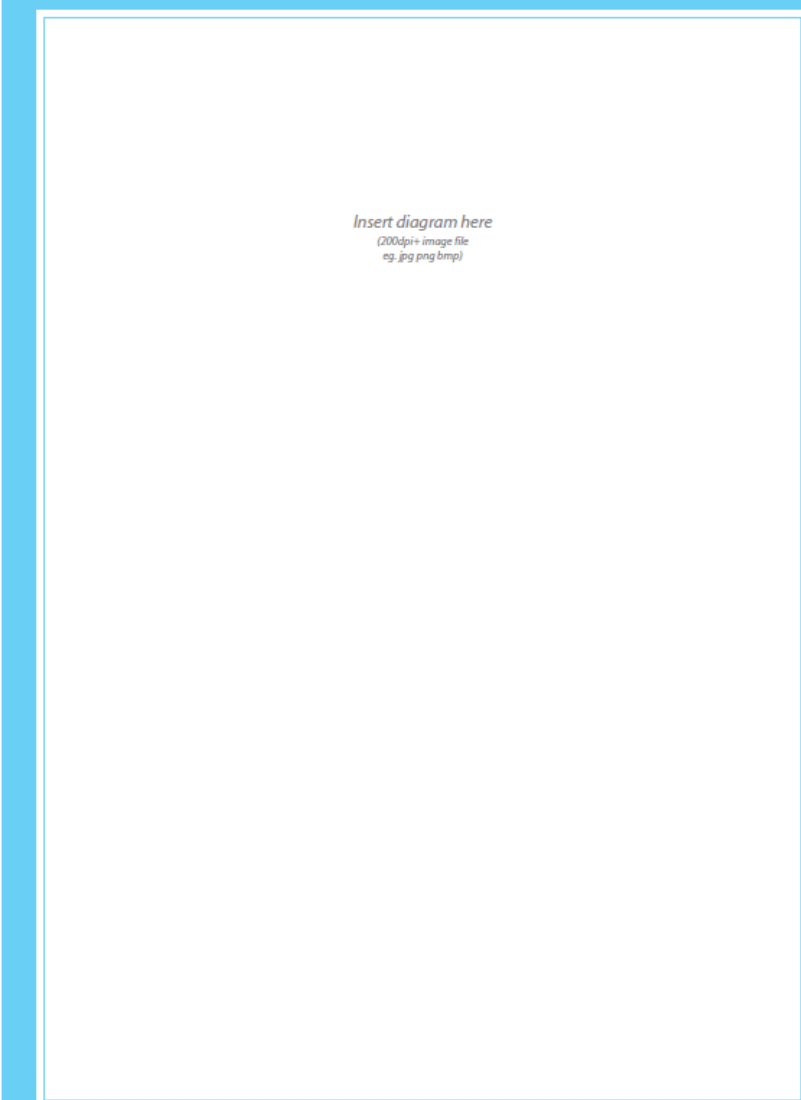 Insert diagram here
(200dpi+ image file
eg. jpg png bmp)